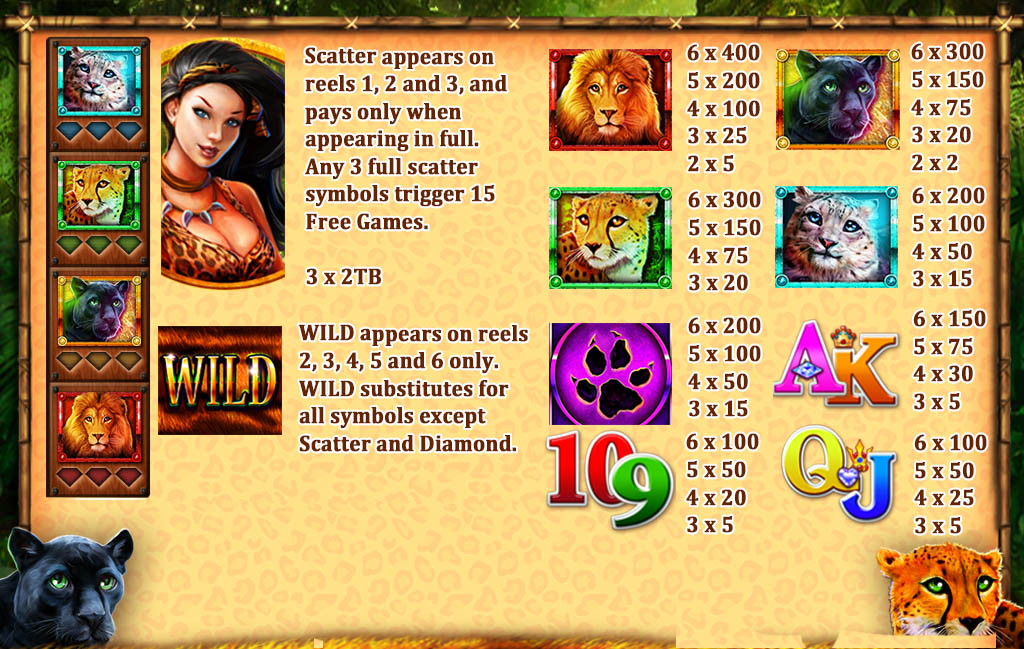 Scatter appears on
reels 1, 2 and 3, and
pays only when
appearing in full.
Any 3 full scatter
symbols trigger 15
Free Games.
3 x 2TB
WILD
WILD appears on reels
2, 3, 4, 5 and 6 only.
WILD substitutes for
all symbols except
Scatter and Diamond.
6 x 400
5 x 200
4 x 100
3 x 25
2 x 5
6 x 300
5 x 150
4 x 75
3 x 20
2 x 2
6 x 300
5 x 150
4 x 75
3 x 20
6 x 200
5 x 100
4 x 50
3 x 15
6 x 200
5 x 100
4 x 50
3 x 15
A K
6 x 150
5 x 75
4 x 30
3 x 5
10 9
6 x 100
5 x 50
4 x 20
3 x 5
Q J
6 x 100
5 x 50
4 x 25
3 x 5